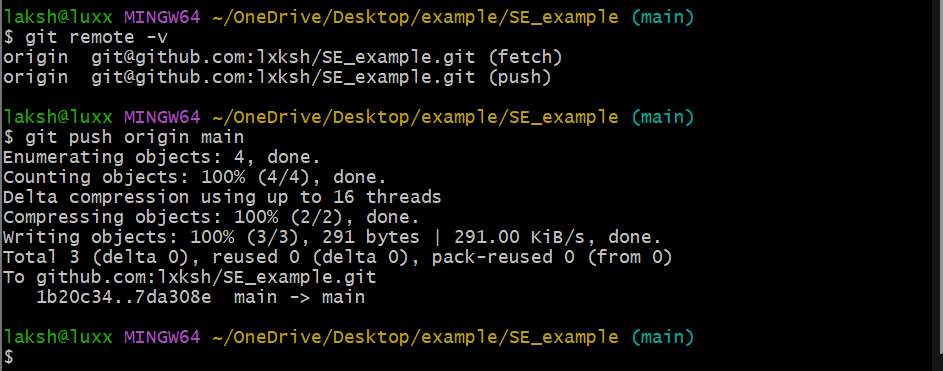 laksh@luxx MINGW64 ~/OneDrive/Desktop/example/SE_example (main)
$ git remote -v
origin  git@github.com:lxksh/SE_example.git (fetch)
origin  git@github.com:lxksh/SE_example.git (push)
laksh@luxx MINGW64 ~/OneDrive/Desktop/example/SE_example (main)
$ git push origin main
Enumerating objects: 4, done.
Counting objects: 100% (4/4), done.
Delta compression using up to 16 threads
Compressing objects: 100% (2/2), done.
Writing objects: 100% (3/3), 291 bytes | 291.00 KiB/s, done.
Total 3 (delta 0), reused 0 (delta 0), pack-reused 0 (from 0)
To github.com:lxksh/SE_example.git
   1b20c34..7da308e  main -> main
laksh@luxx MINGW64 ~/OneDrive/Desktop/example/SE_example (main)
$